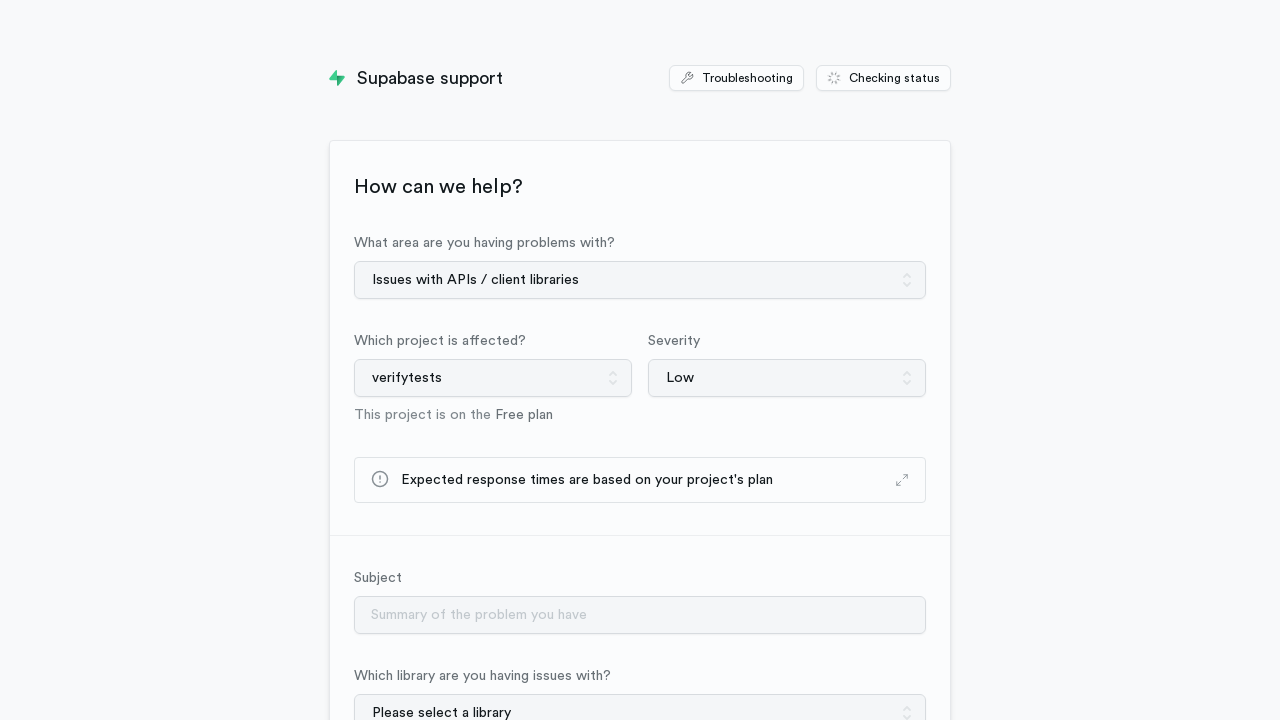 Supabase support
Troubleshooting
Checking status
How can we help?
What area are you having problems with?
Issues with APIs / client libraries
Which project is affected?
Severity
verifytests
Low
This project is on the Free plan
Expected response times are based on your project's plan
Subject
Summary of the problem you have
Which library are you having issues with?
Please select a library